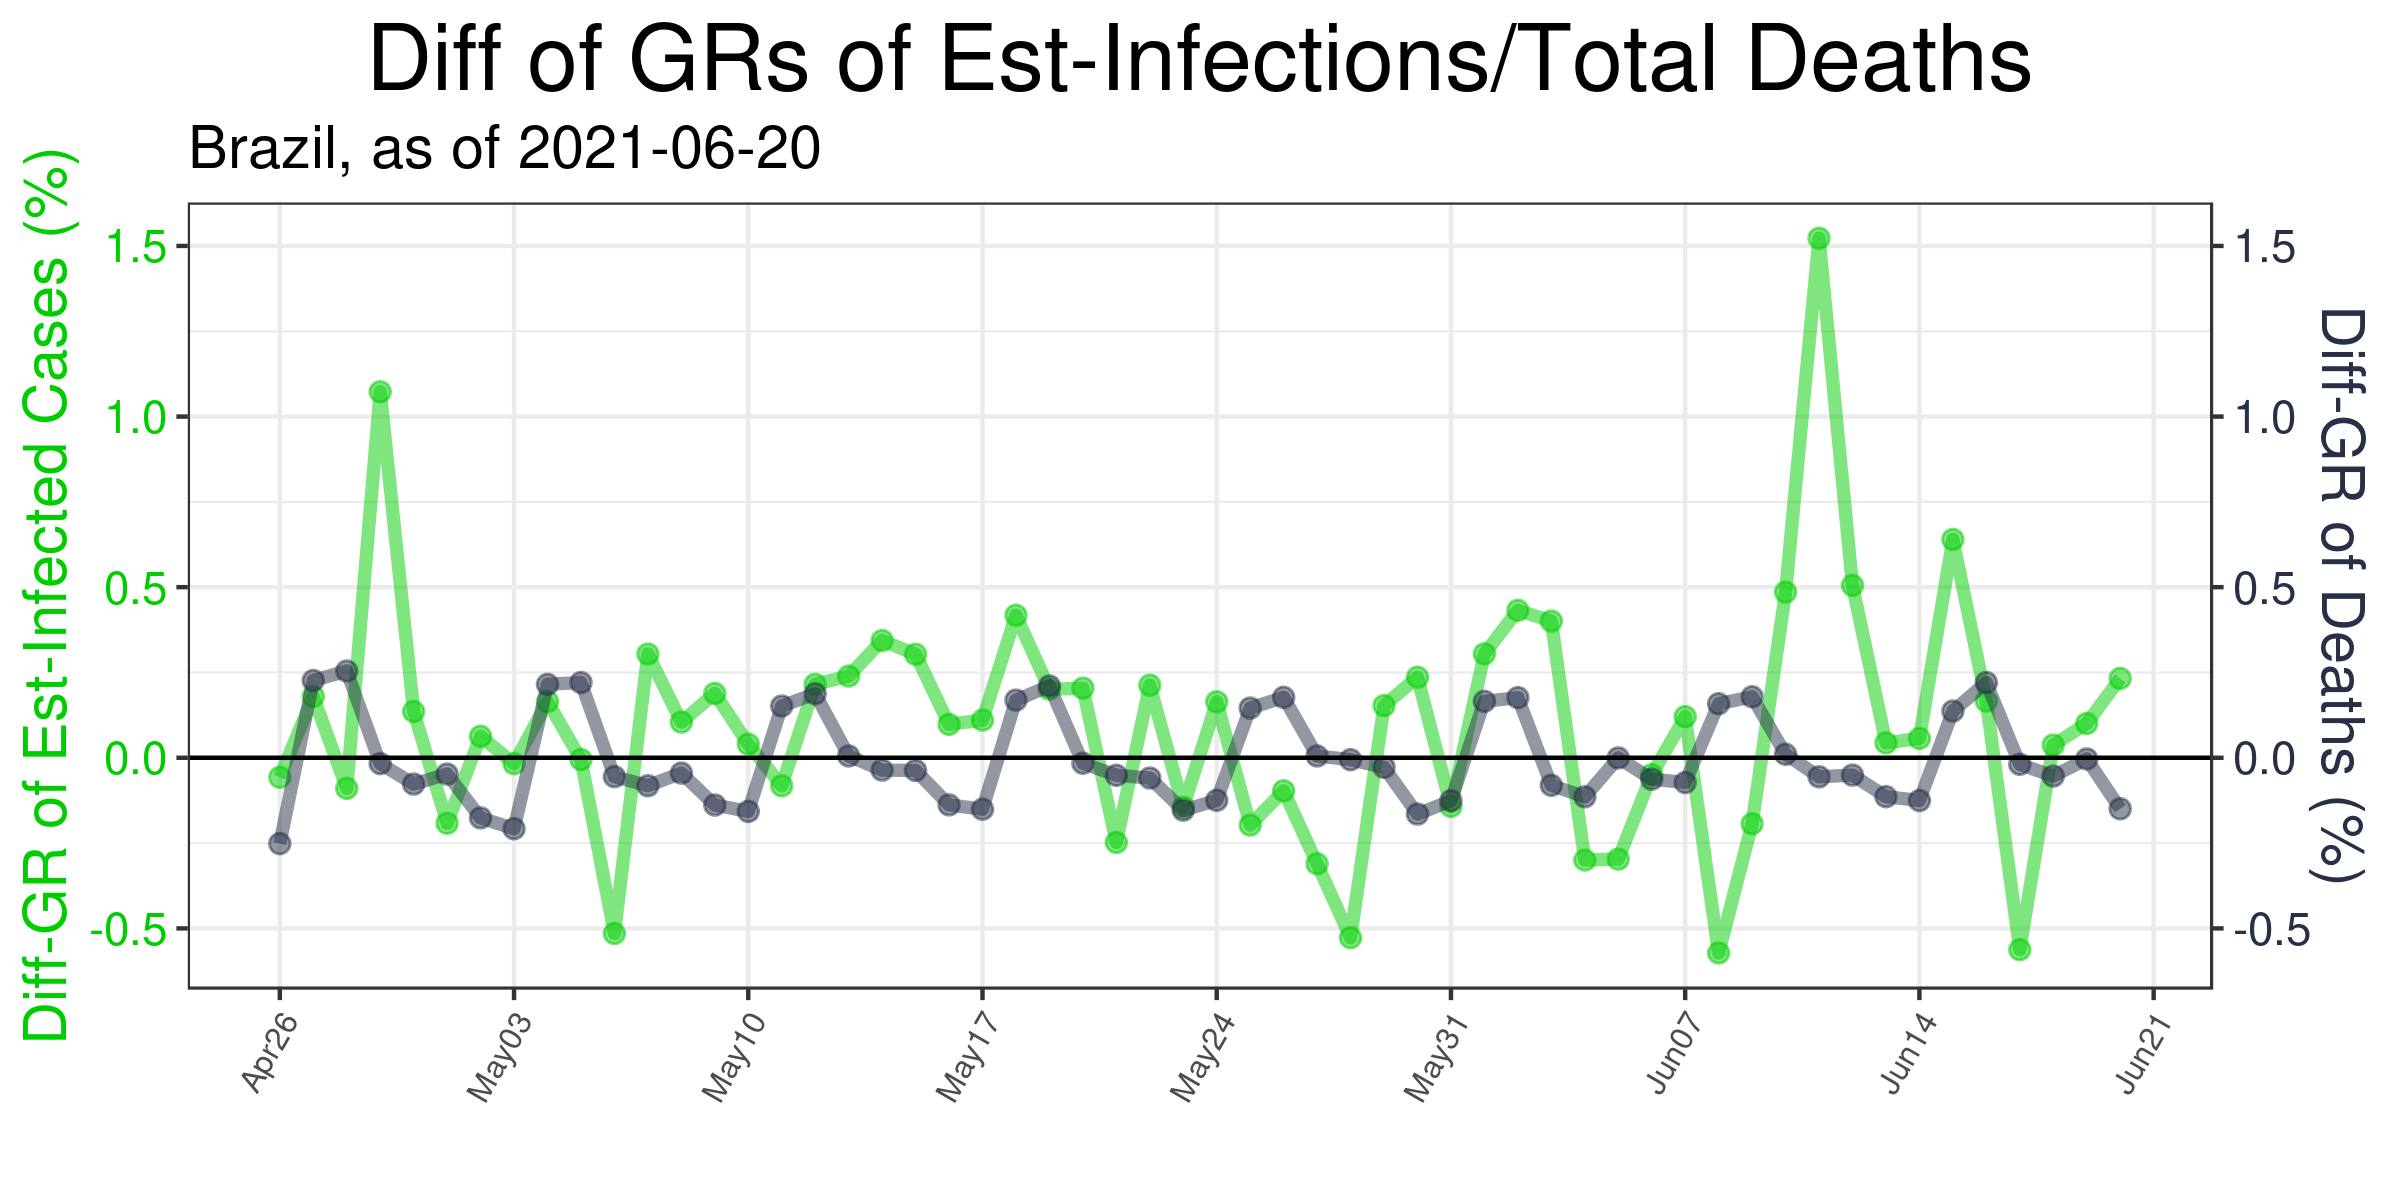 Diff of GRs of Est-Infections/Total Deaths
Brazil, as of 2021-06-20
Diff-GR of Est-Infected Cases (%)
1.5
1.0
0.5
0.0
-0.5
1.5
1.0
0.5
0.0
-0.5
Diff-GR of Deaths (%)
Apr26
May03
May10
May17
May24
May31
Jun07
Jun14
Jun21